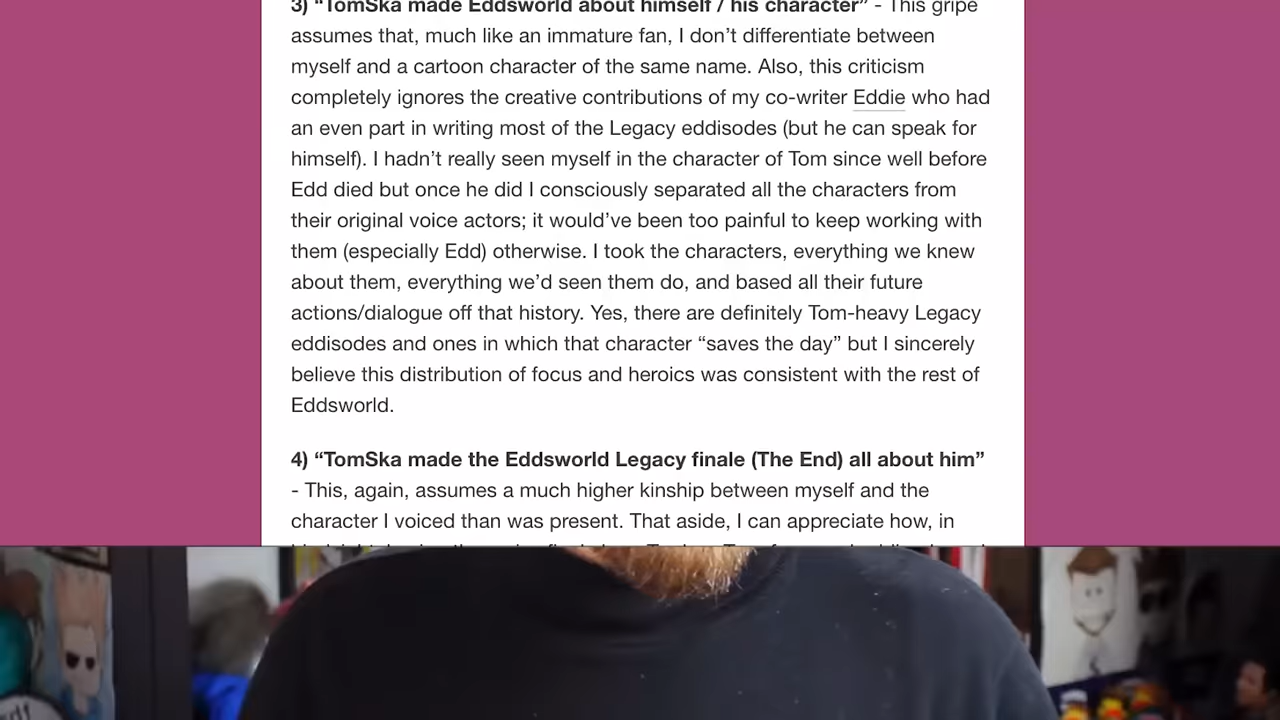 3) “TomSka made Eddsworld about himself / his character” - This gripe
assumes that, much like an immature fan, I don’t differentiate between
myself and a cartoon character of the same name. Also, this criticism
completely ignores the creative contributions of my co-writer Eddie who had
an even part in writing most of the Legacy eddisodes (but he can speak for
himself). I hadn’t really seen myself in the character of Tom since well before
Edd died but once he did I consciously separated all the characters from
their original voice actors; it would’ve been too painful to keep working with
them (especially Edd) otherwise. I took the characters, everything we knew
about them, everything we’d seen them do, and based all their future
actions/dialogue off that history. Yes, there are definitely Tom-heavy Legacy
eddisodes and ones in which that character “saves the day” but I sincerely
believe this distribution of focus and heroics was consistent with the rest of
Eddsworld.
4) “TomSka made the Eddsworld Legacy finale (The End) all about him”
- This, again, assumes a much higher kinship between myself and the
character I voiced than was present. That aside, I can appreciate how, in